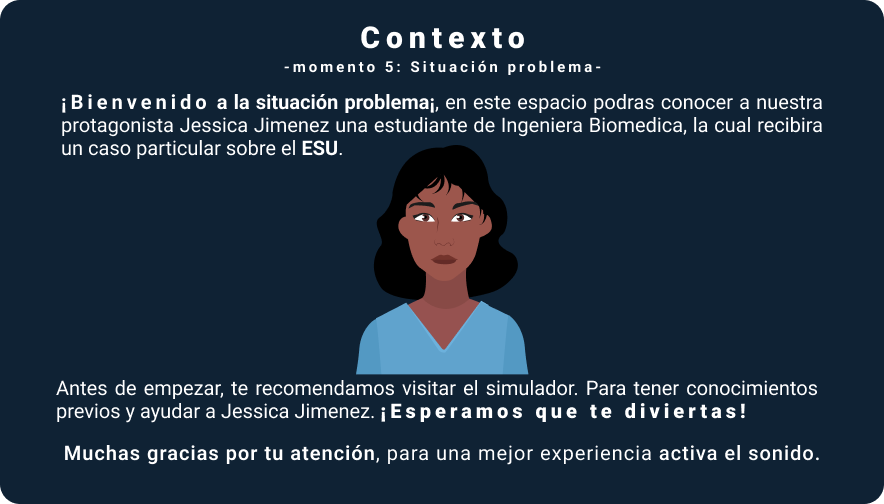 Contexto
-momento 5: Situación problema-
¡Bienvenido a la situación problema¡, en este espacio podras conocer a nuestra
protagonista Jessica Jimenez una estudiante de Ingeniera Biomedica, la cual recibira
un caso particular sobre el ESU.
Antes de empezar, te recomendamos visitar el simulador. Para tener conocimientos
previos y ayudar a Jessica Jimenez. ¡Esperamos que te diviertas!
Muchas gracias por tu atención, para una mejor experiencia activa el sonido.